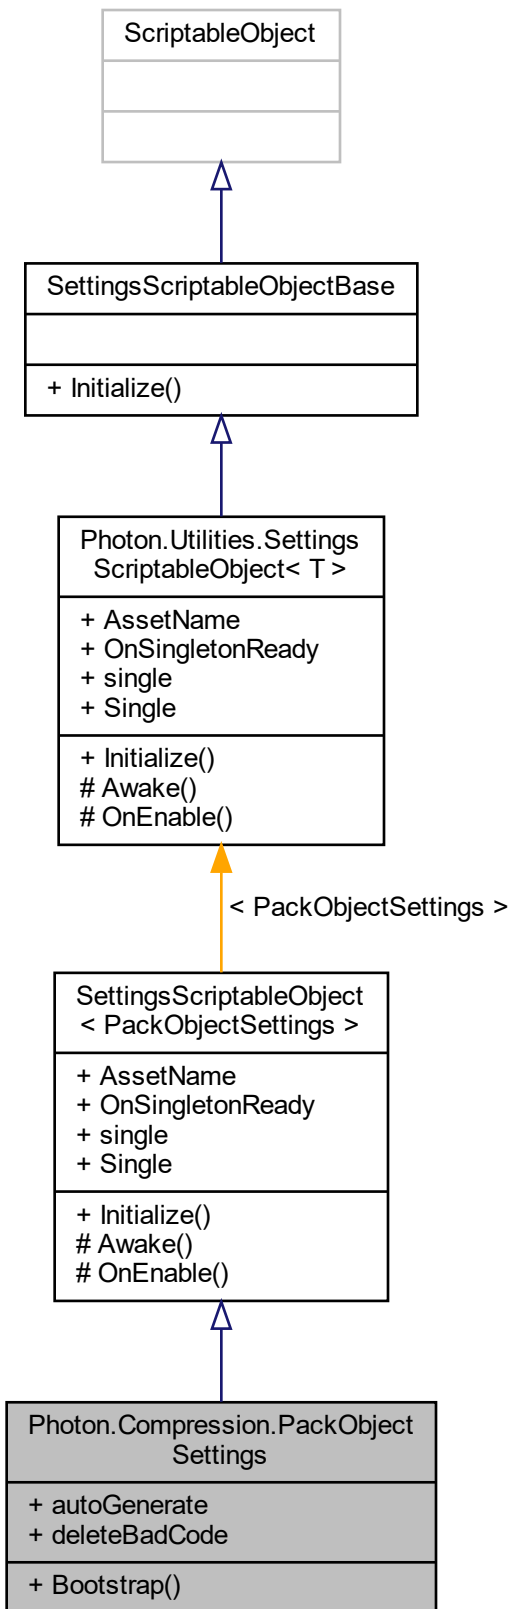 ScriptableObject
SettingsScriptableObjectBase
+ Initialize()
Photon.Utilities.Settings
ScriptableObject< T >
+ AssetName
+ OnSingletonReady
+ single
+ Single
+ Initialize()
# Awake()
# OnEnable()
< PackObjectSettings >
SettingsScriptableObject
< PackObjectSettings >
+ AssetName
+ OnSingletonReady
+ single
+ Single
+ Initialize()
# Awake()
# OnEnable()
Photon.Compression.PackObject
Settings
+ autoGenerate
+ deleteBadCode
+ Bootstrap()